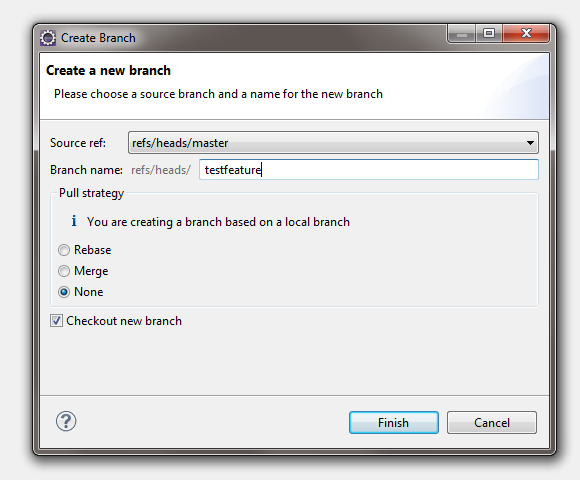 Create Branch
Create a new branch
Please choose a source branch and a name for the new branch
Source ref: refs/heads/master
Branch name: refs/heads/ testfeature
Pull strategy
i You are creating a branch based on a local branch
Rebase
Merge
None
Checkout new branch
? Finish Cancel